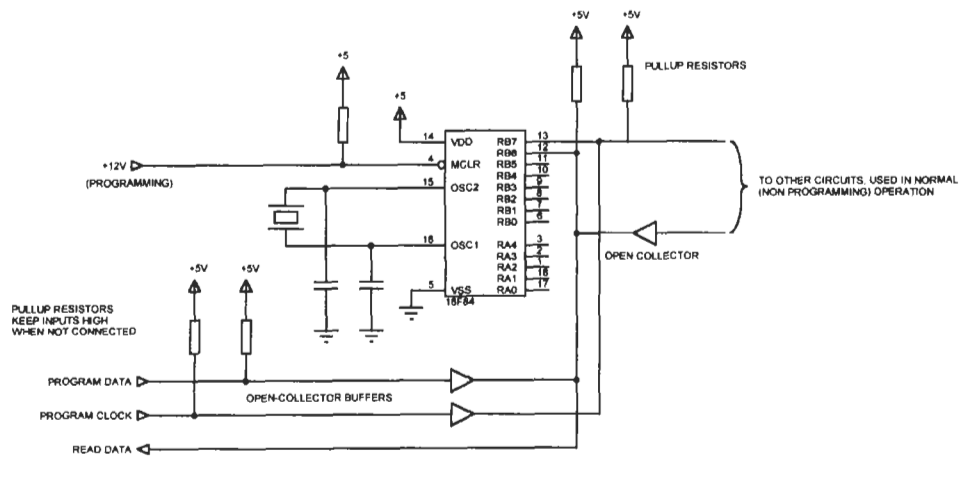 +5V
+5V
PULLUP RESISTORS
+5
+5
14
VDD
RB7
13
RB6
12
+12V
(PROGRAMMING)
4
MCLR
RB5
11
RB4
10
15
OSC2
RB3
9
RB2
8
RB1
7
RB0
6
TO OTHER CIRCUITS, USED IN NORMAL
(NON PROGRAMMING) OPERATION
16
OSC1
RA4
3
RA3
2
RA2
1
RA1
18
RA0
17
OPEN COLLECTOR
5
VSS
16F84
+5V
+5V
PULLUP RESISTORS
KEEP INPUTS HIGH
WHEN NOT CONNECTED
PROGRAM DATA
OPEN-COLLECTOR BUFFERS
PROGRAM CLOCK
READ DATA